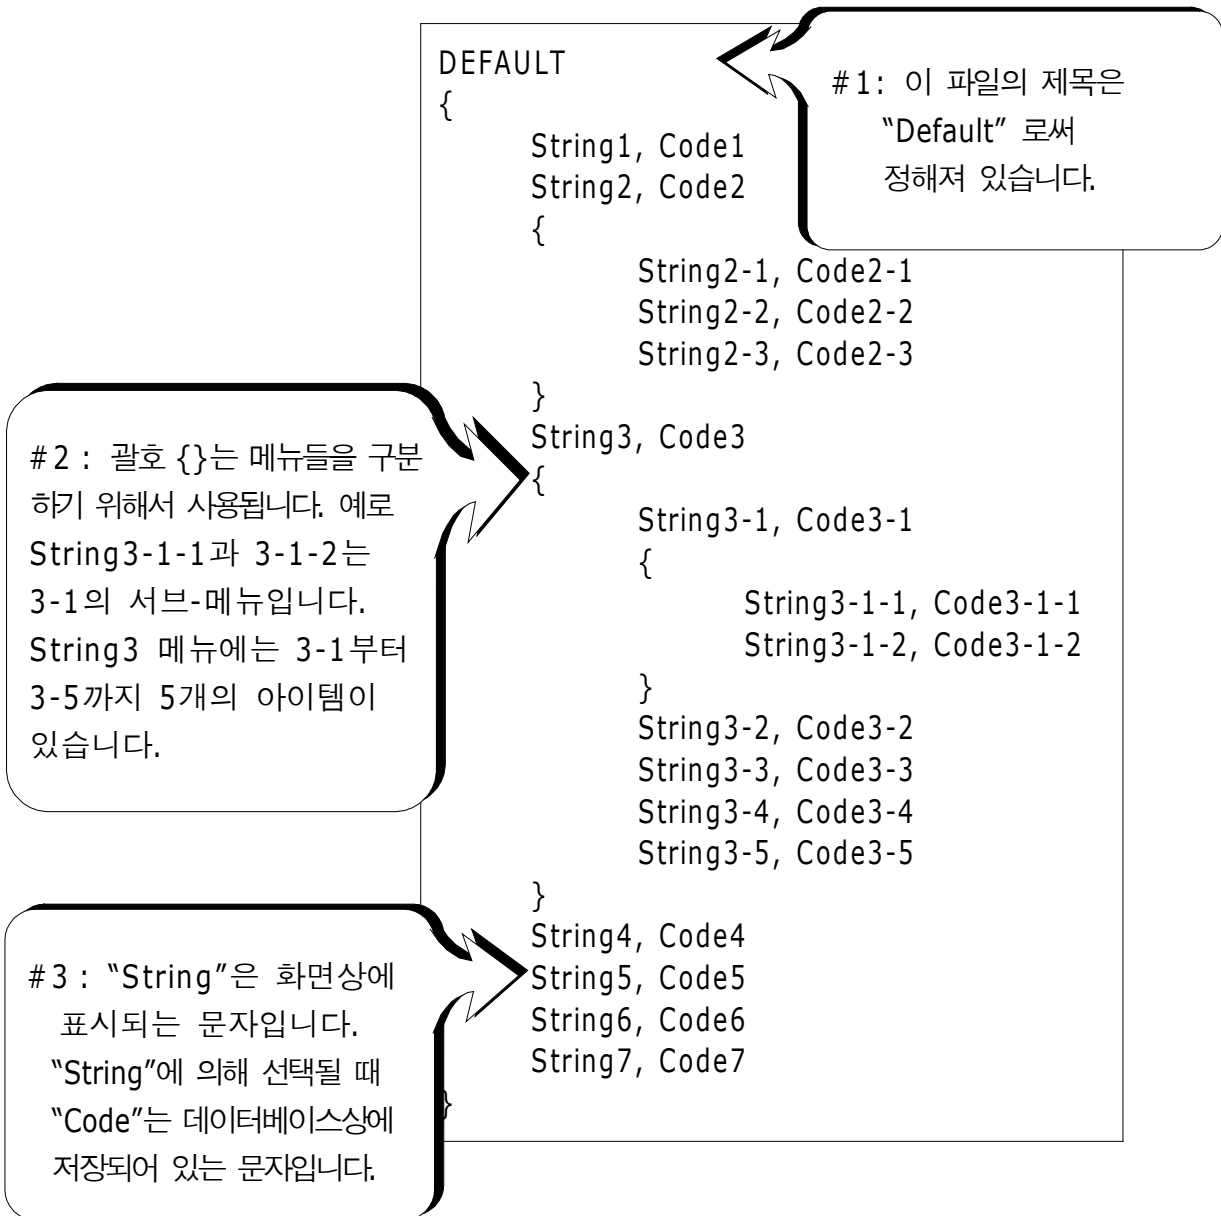 DEFAULT
{
String1, Code1
String2, Code2
{
String2-1, Code2-1
String2-2, Code2-2
String2-3, Code2-3
}
String3, Code3
{
String3-1, Code3-1
{
String3-1-1, Code3-1-1
String3-1-2, Code3-1-2
}
String3-2, Code3-2
String3-3, Code3-3
String3-4, Code3-4
String3-5, Code3-5
}
String4, Code4
String5, Code5
String6, Code6
String7, Code7
}
#1: 이 파일의 제목은
“Default” 로써
정해져 있습니다.
#2 : 괄호 {}는 메뉴들을 구분
하기 위해서 사용됩니다. 예로
String3-1-1과 3-1-2는
3-1의 서브-메뉴입니다.
String3 메뉴에는 3-1부터
3-5까지 5개의 아이템이
있습니다.
#3 : “String”은 화면상에
표시되는 문자입니다.
“String”에 의해 선택될 때
“Code”는 데이터베이스상에
저장되어 있는 문자입니다.